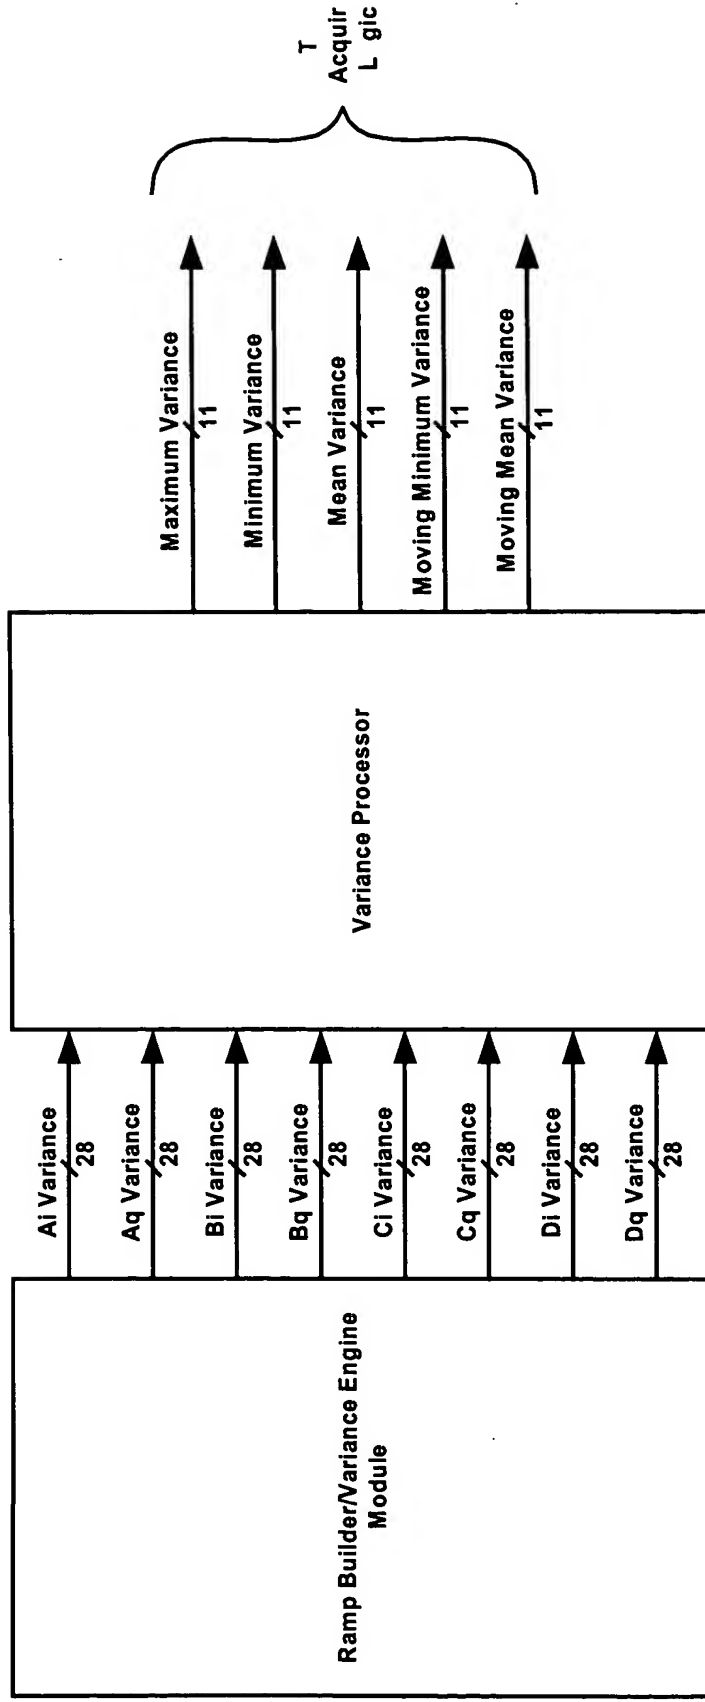 Ramp Builder/Variance Engine
Module
Ai Variance
28
Aq Variance
28
Bi Variance
28
Bq Variance
28
Ci Variance
28
Cq Variance
28
Di Variance
28
Dq Variance
28
Variance Processor
Maximum Variance
11
Minimum Variance
11
Mean Variance
11
Moving Minimum Variance
11
Moving Mean Variance
11
T
Acquir
L gic